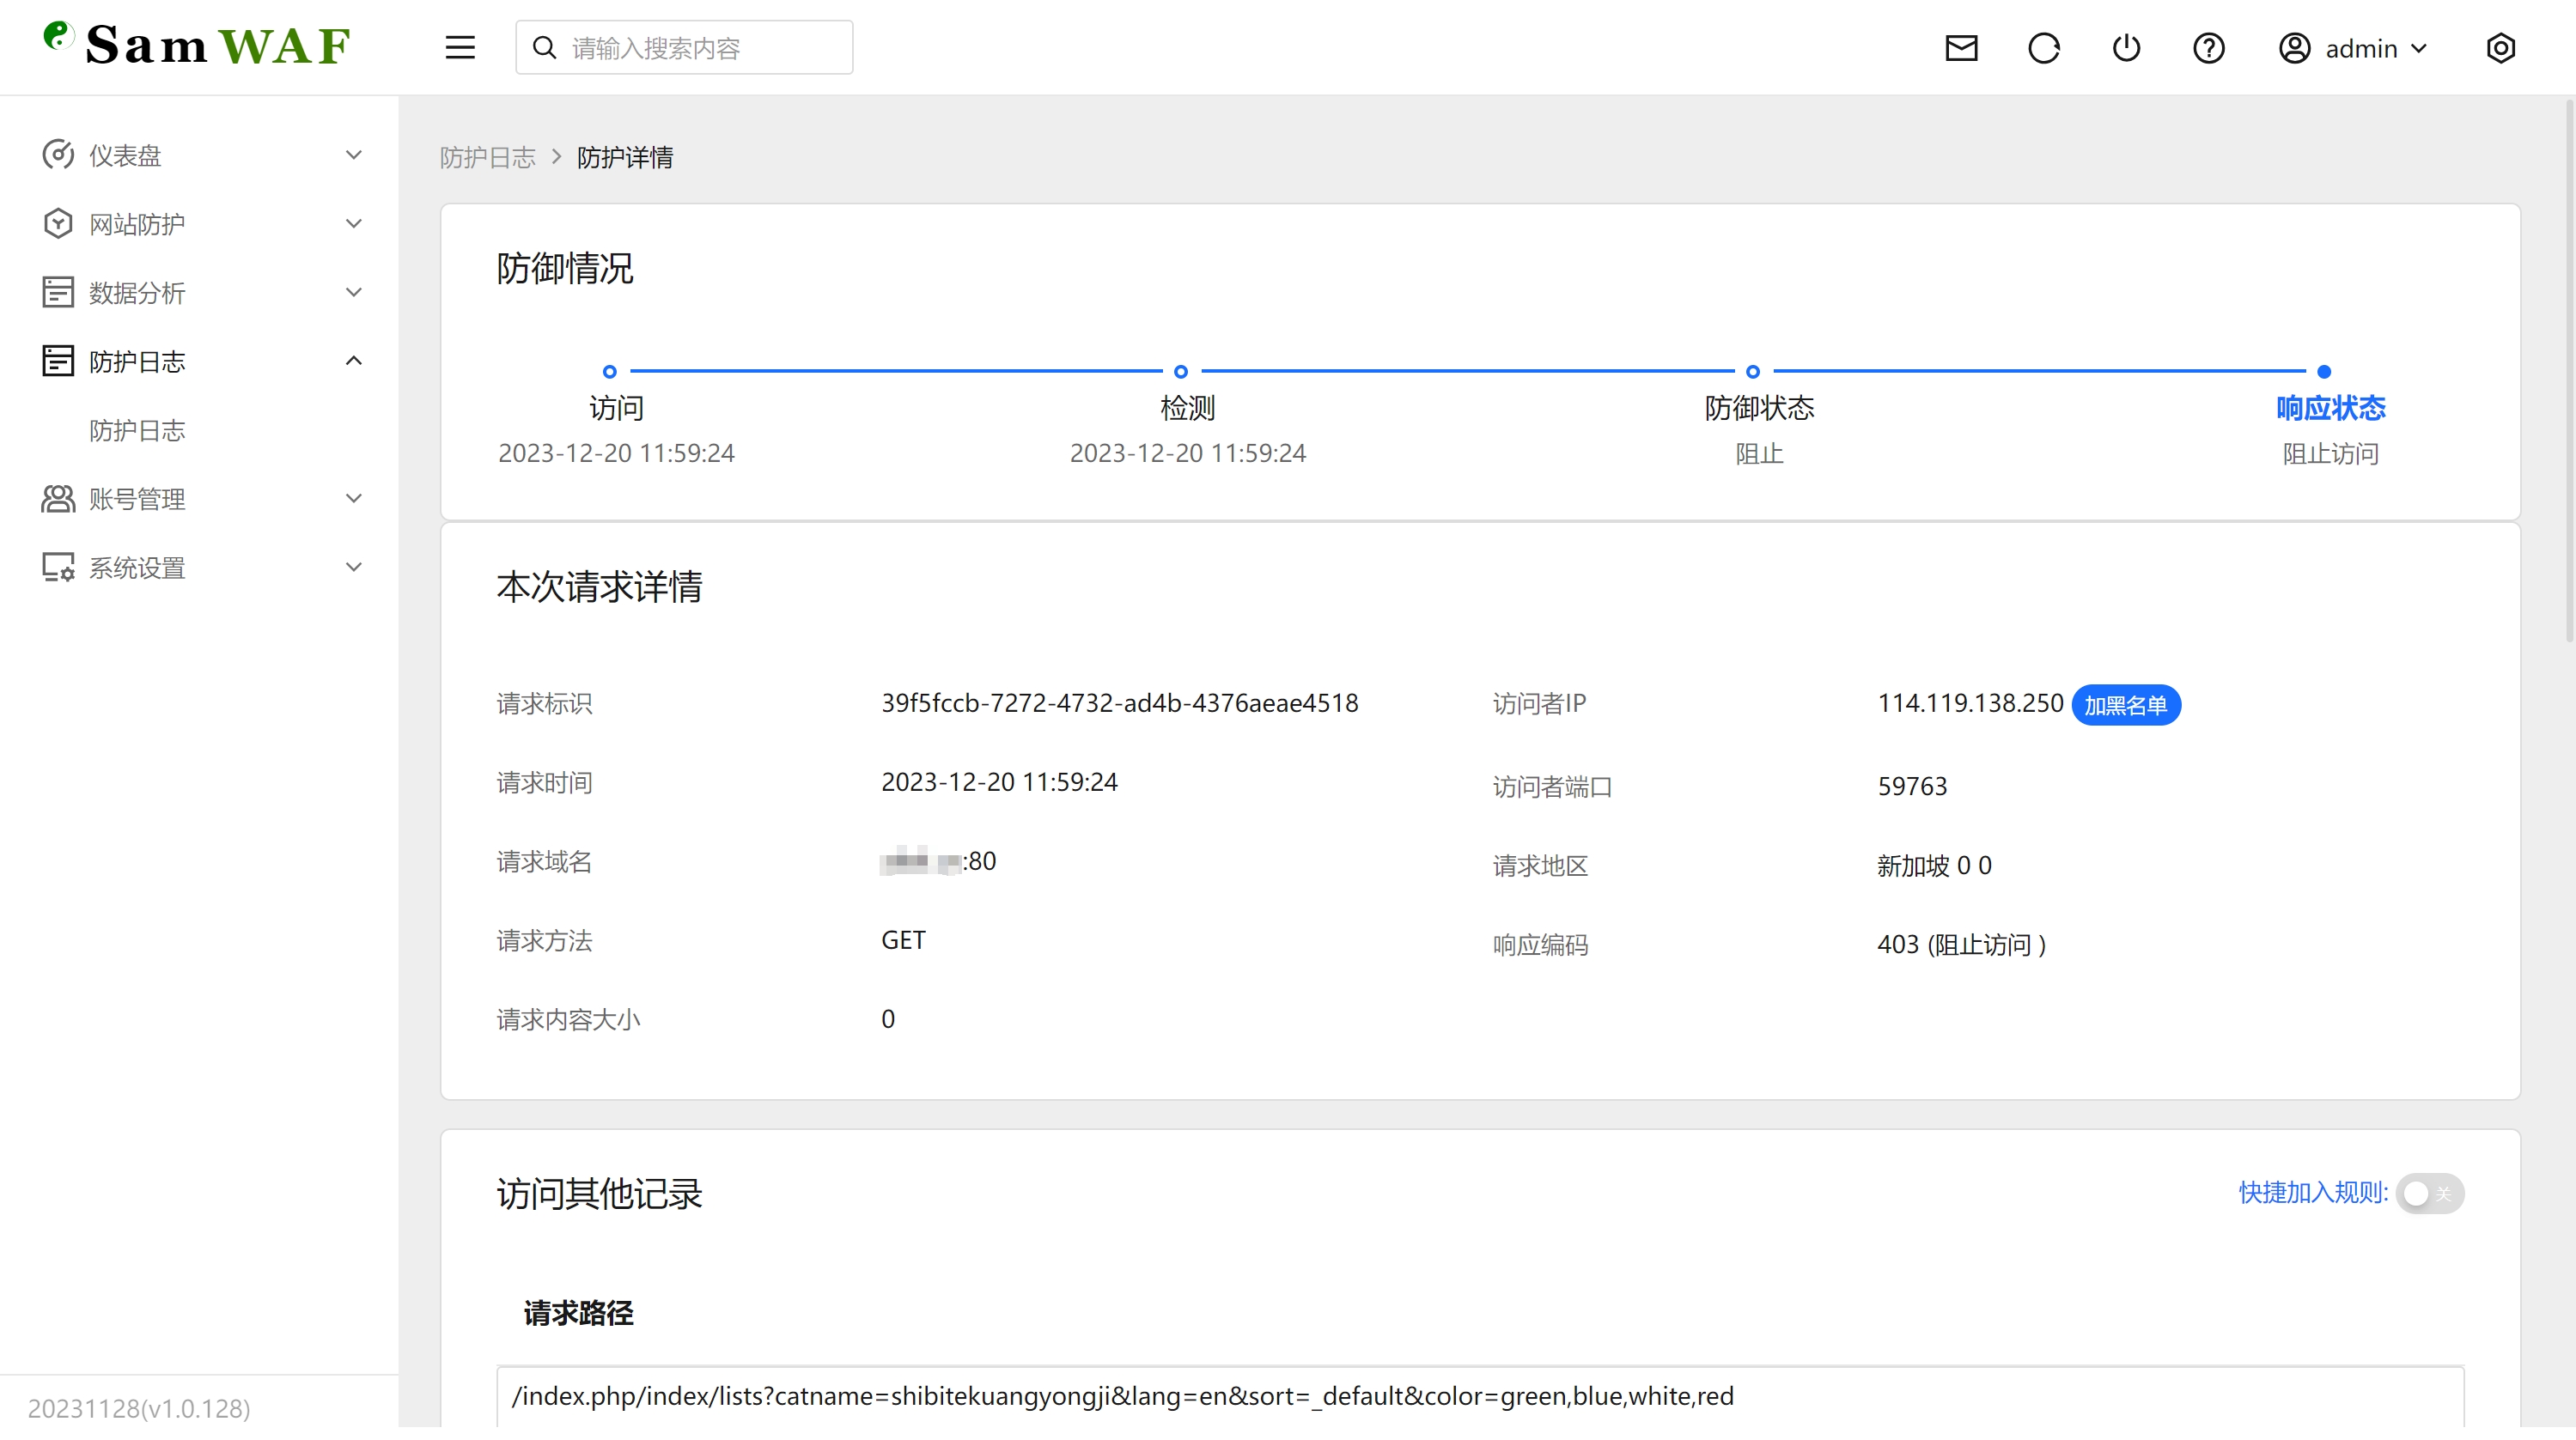 Sam WAF
请输入搜索内容
admin
仪表盘
网站防护
数据分析
防护日志
防护日志
账号管理
系统设置
20231128(v1.0.128)
防护日志 > 防护详情
防御情况
访问
2023-12-20 11:59:24
检测
2023-12-20 11:59:24
防御状态
阻止
响应状态
阻止访问
本次请求详情
请求标识 39f5fccb-7272-4732-ad4b-4376aeae4518
访问者IP 114.119.138.250 加黑名单
请求时间 2023-12-20 11:59:24
访问者端口 59763
请求域名 :80
请求地区 新加坡 0 0
请求方法 GET
响应编码 403 (阻止访问 )
请求内容大小 0
访问其他记录
快捷加入规则: 关
请求路径
/index.php/index/lists?catname=shibitekuangyongji&lang=en&sort=_default&color=green,blue,white,red